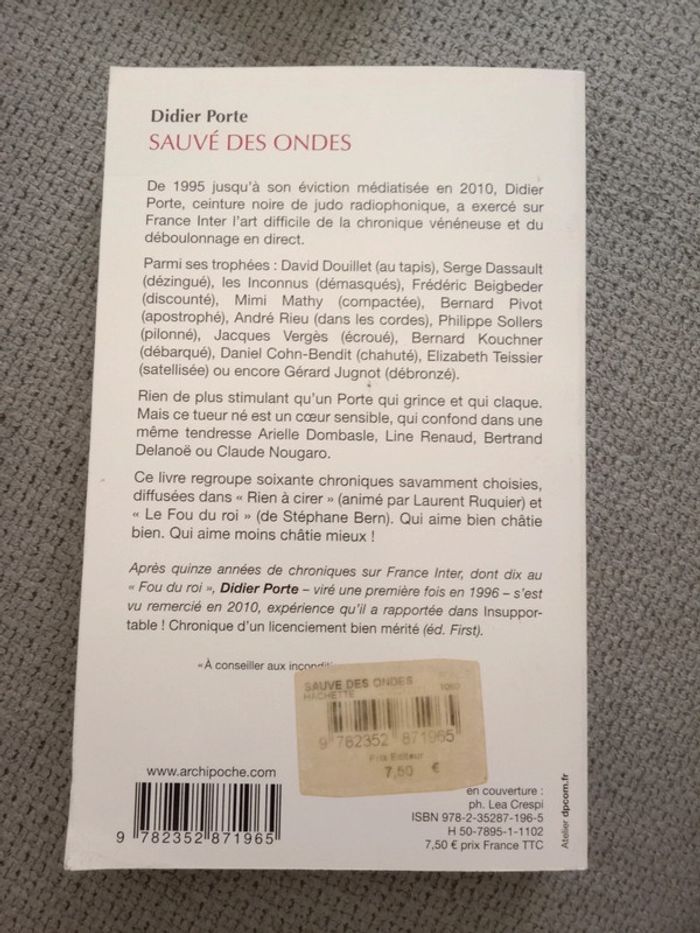 Didier Porte
SAUVÉ DES ONDES
De 1995 jusqu'à son éviction médiatisée en 2010, Didier
Porte, ceinture noire de judo radiophonique, a exercé sur
France Inter l'art difficile de la chronique vénéneuse et du
déboulonnage en direct.
Parmi ses trophées : David Douillet (au tapis), Serge Dassault
(dézingué), les Inconnus (démasqués), Frédéric Beigbeder
(discounté), Mimi Mathy (compactée), Bernard Pivot
(apostrophé), André Rieu (dans les cordes), Philippe Sollers
(pilonné), Jacques Vergès (écroué), Bernard Kouchner
(débarqué), Daniel Cohn-Bendit (chahuté), Elizabeth Teissier
(satellisée) ou encore Gérard Jugnot (débronzé).
Rien de plus stimulant qu'un Porte qui grince et qui claque.
Mais ce tueur né est un cœur sensible, qui confond dans une
même tendresse Arielle Dombasle, Line Renaud, Bertrand
Delanoë ou Claude Nougaro.
Ce livre regroupe soixante chroniques savamment choisies,
diffusées dans « Rien à cirer » (animé par Laurent Ruquier) et
« Le Fou du roi » (de Stéphane Bern). Qui aime bien châtie
bien. Qui aime moins châtie mieux !
Après quinze années de chroniques sur France Inter, dont dix au
« Fou du roi », Didier Porte – viré une première fois en 1996 – s'est
vu remercié en 2010, expérience qu'il a rapportée dans Insuppor-
table ! Chronique d'un licenciement bien mérité (éd. First).
« À conseiller aux
SAUVE DES ONDES
HACHETTE
9 782352 871965
Prix Editeur
7,50 €
www.archipoche.com
9 782352 871965
en couverture :
ph. Lea Crespi
ISBN 978-2-35287-196-5
H 50-7895-1-1102
7,50 € prix France TTC
Atelier dpcom.fr